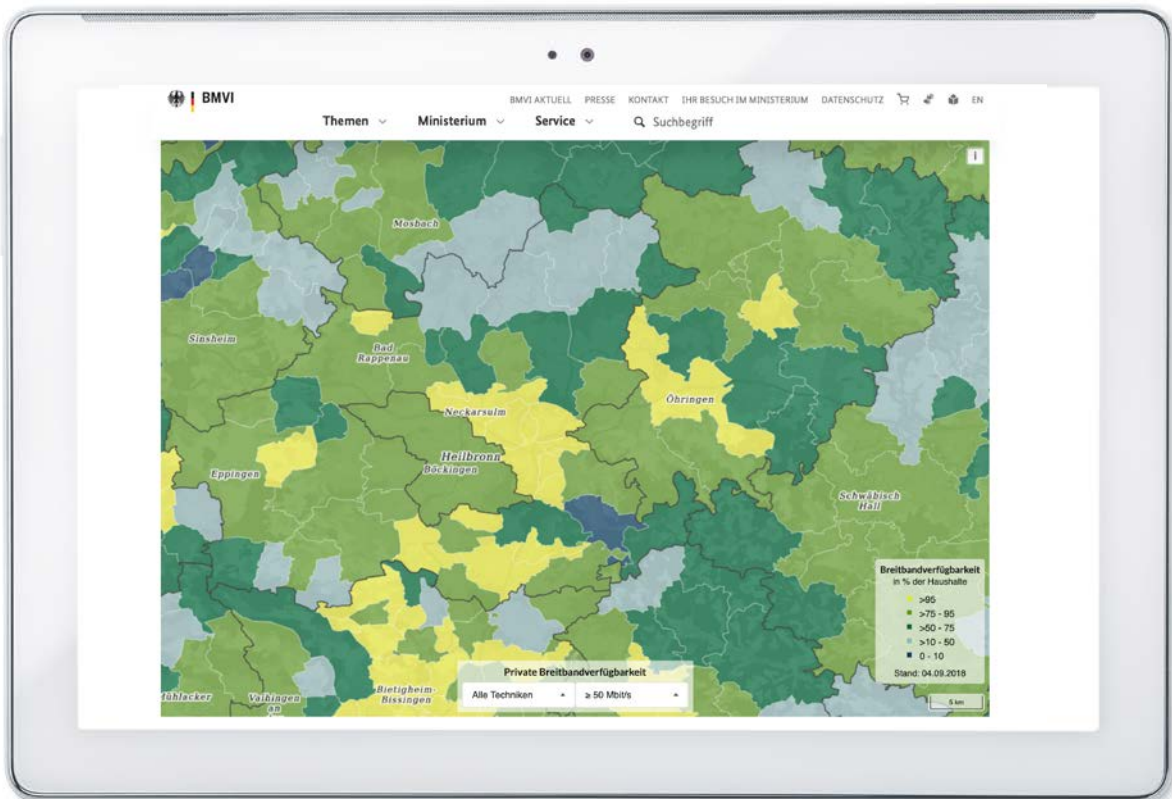 BMVI
BMVI AKTUELL PRESSE KONTAKT IHR BESUCH IM MINISTERIUM DATENSCHUTZ EN
Themen Ministerium Service Suchbegriff
i
Mosbach
Sinsheim
Bad
Rappenau
Neckarsulm
Öhringen
Heilbronn
Böckingen
Eppingen
Schwäbisch
Hall
Breitbandverfügbarkeit
in % der Haushalte
>95
>75 - 95
>50 - 75
>10 - 50
0 - 10
Stand: 04.09.2018
Private Breitbandverfügbarkeit
Alle Techniken ≥ 50 Mbit/s
Bietigheim-
Bissingen
Vaihingen
an
5 km